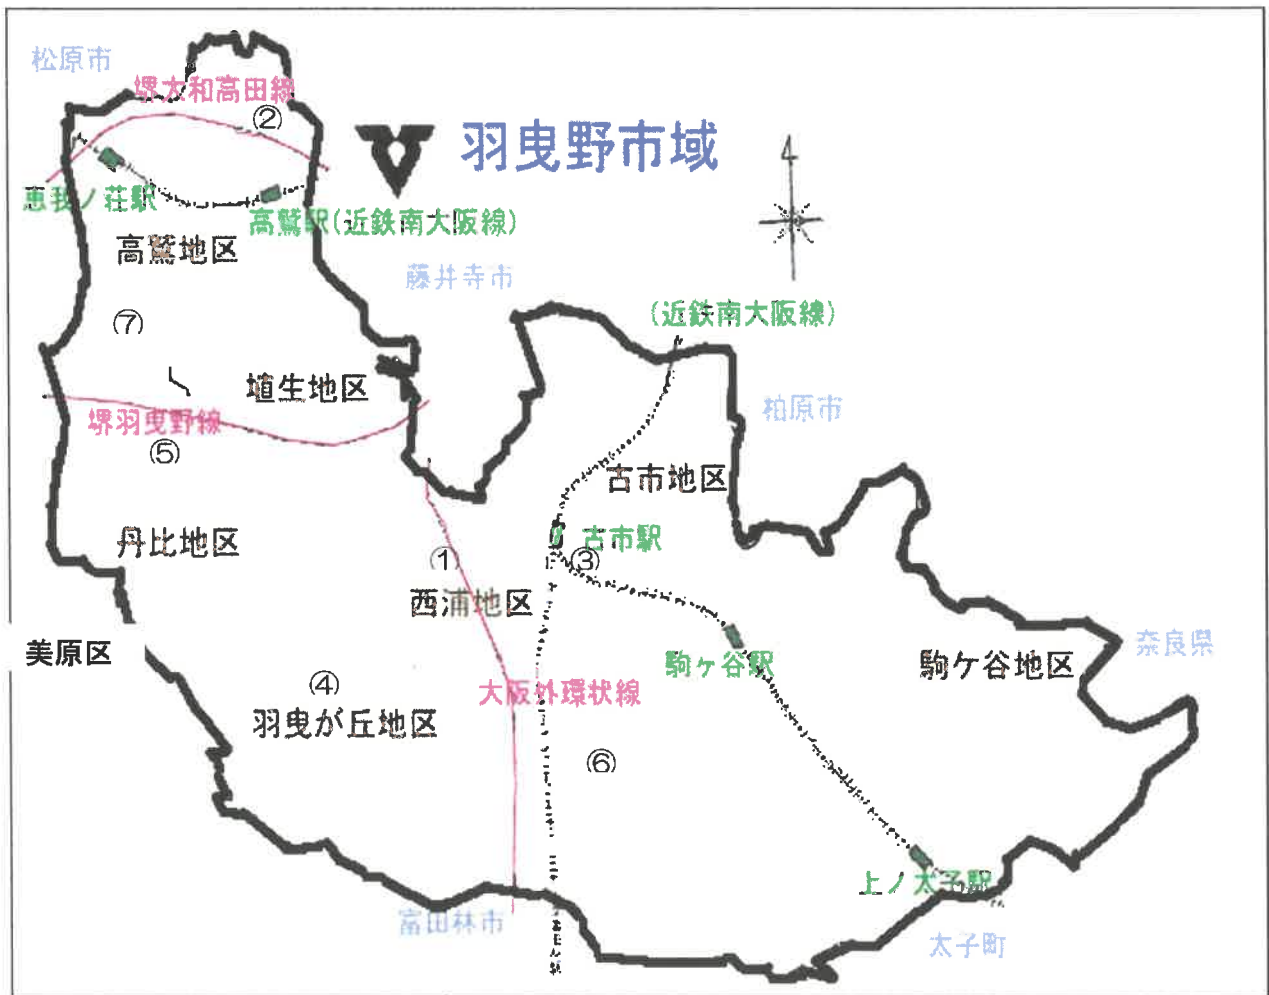 松原市
堺大和高田線
②
羽曳野市域
4
恵我ノ荘駅
高鷲駅(近鉄南大阪線)
高鷲地区
藤井寺市
(近鉄南大阪線)
⑦
埴生地区
柏原市
堺羽曳野線
⑤
古市地区
丹比地区
古市駅
①
③
西浦地区
美原区
駒ヶ谷駅
駒ケ谷地区
奈良県
④
大阪外環状線
羽曳が丘地区
⑥
上ノ太子駅
富田林市
太子町